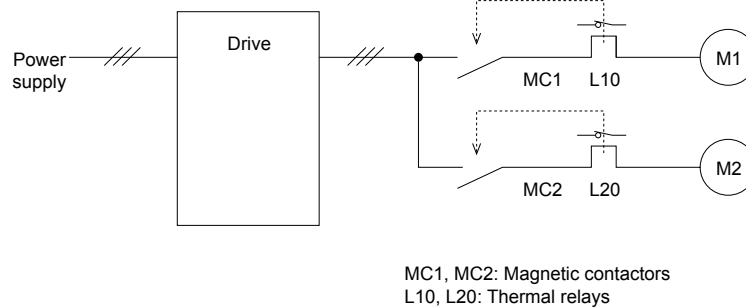 Power
supply
Drive
MC1 L10
M1
MC2 L20
M2
MC1, MC2: Magnetic contactors
L10, L20: Thermal relays